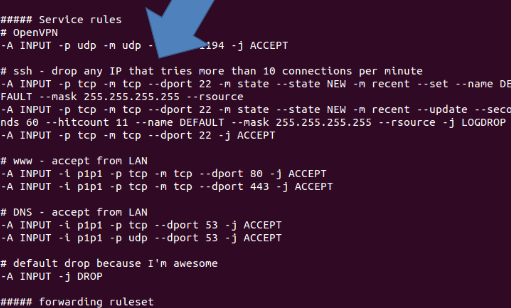 ##### Service rules
# OpenVPN
-A INPUT -p udp -m udp - 1194 -j ACCEPT
# ssh - drop any IP that tries more than 10 connections per minute
-A INPUT -p tcp -m tcp --dport 22 -m state --state NEW -m recent --set --name DE
FAULT --mask 255.255.255.255 --rsource
-A INPUT -p tcp -m tcp --dport 22 -m state --state NEW -m recent --update --seco
nds 60 --hitcount 11 --name DEFAULT --mask 255.255.255.255 --rsource -j LOGDROP
-A INPUT -p tcp -m tcp --dport 22 -j ACCEPT
# www - accept from LAN
-A INPUT -i p1p1 -p tcp -m tcp --dport 80 -j ACCEPT
-A INPUT -i p1p1 -p tcp -m tcp --dport 443 -j ACCEPT
# DNS - accept from LAN
-A INPUT -i p1p1 -p tcp --dport 53 -j ACCEPT
-A INPUT -i p1p1 -p udp --dport 53 -j ACCEPT
# default drop because I'm awesome
-A INPUT -j DROP
##### forwarding ruleset